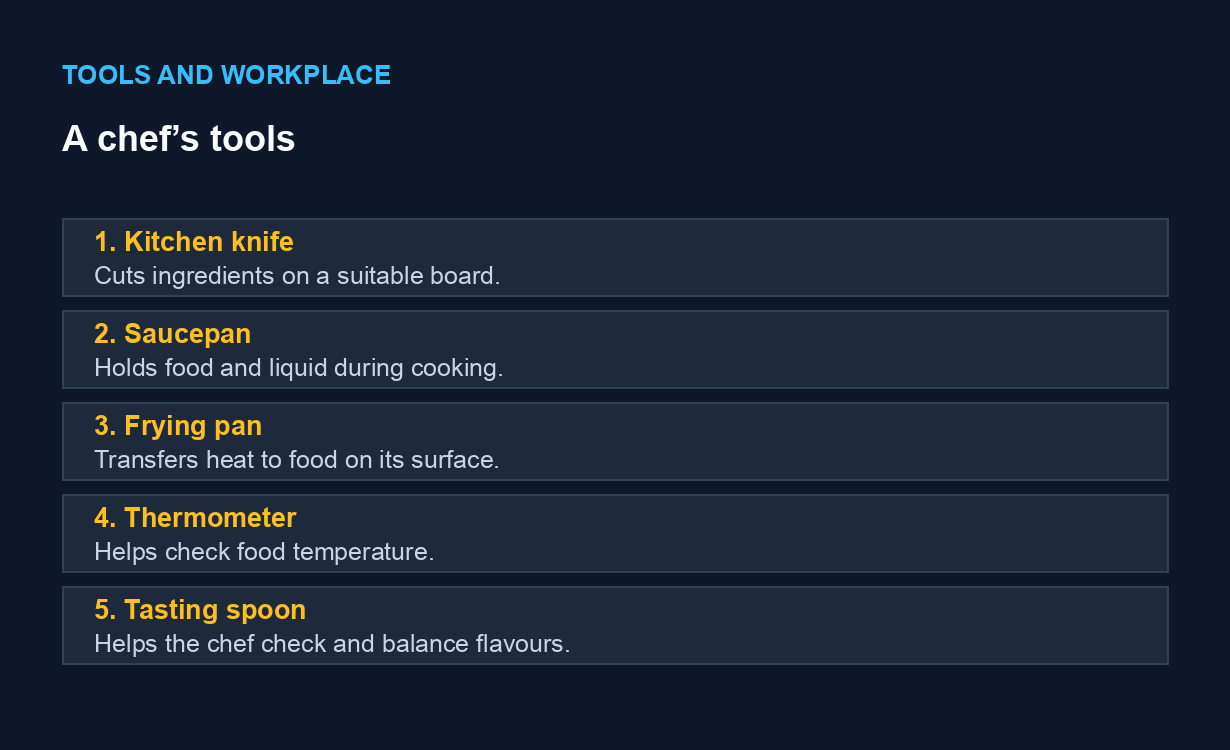 TOOLS AND WORKPLACE
A chef’s tools
1. Kitchen knife
Cuts ingredients on a suitable board.
2. Saucepan
Holds food and liquid during cooking.
3. Frying pan
Transfers heat to food on its surface.
4. Thermometer
Helps check food temperature.
5. Tasting spoon
Helps the chef check and balance flavours.